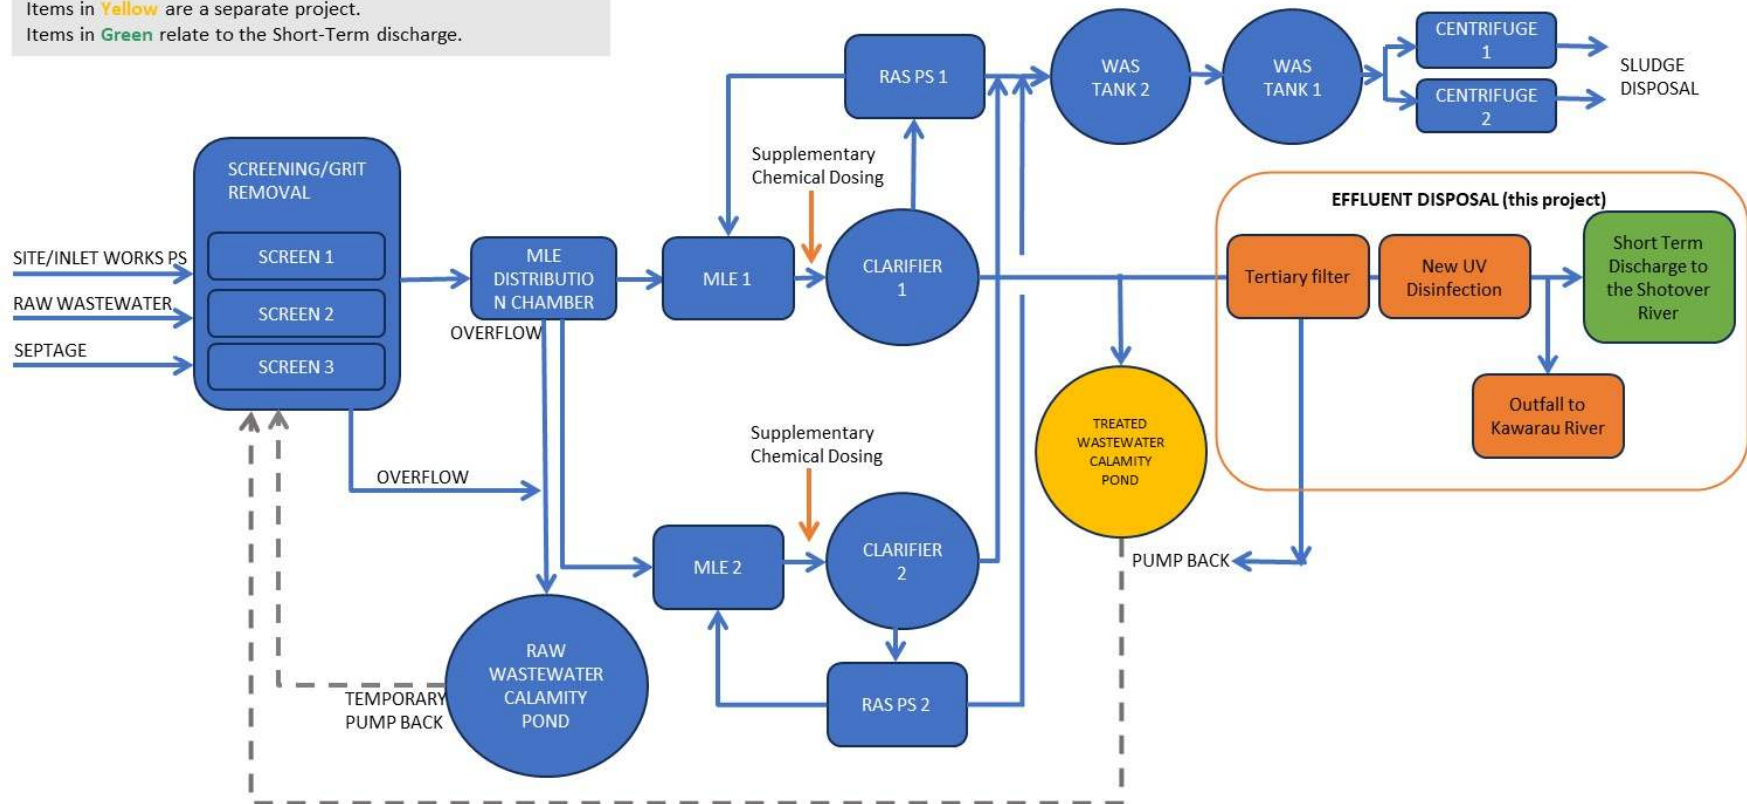 Items in Yellow are a separate project.
Items in Green relate to the Short-Term discharge.
RAS PS 1
WAS
TANK 2
WAS
TANK 1
CENTRIFUGE
1
CENTRIFUGE
2
SLUDGE
DISPOSAL
SCREENING/GRIT
REMOVAL
SCREEN 1
SCREEN 2
SCREEN 3
SITE/INLET WORKS PS
RAW WASTEWATER
SEPTAGE
MLE
DISTRIBUTIO
N CHAMBER
OVERFLOW
OVERFLOW
Supplementary
Chemical Dosing
MLE 1
CLARIFIER
1
EFFLUENT DISPOSAL (this project)
Tertiary filter
New UV
Disinfection
Short Term
Discharge to
the Shotover
River
Outfall to
Kawarau River
TREATED
WASTEWATER
CALAMITY
POND
PUMP BACK
Supplementary
Chemical Dosing
MLE 2
CLARIFIER
2
RAS PS 2
RAW
WASTEWATER
CALAMITY
POND
TEMPORARY
PUMP BACK